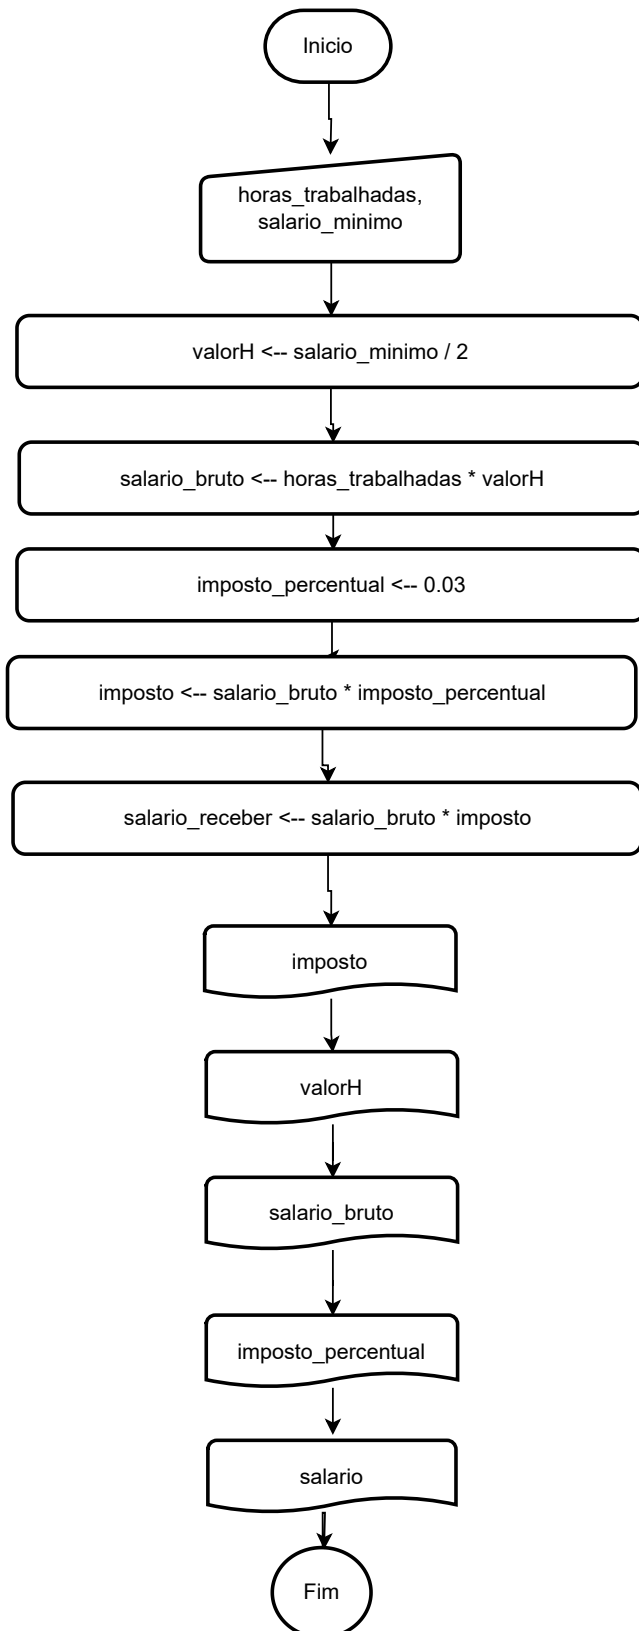 Inicio
horas_trabalhadas,
salario_minimo
valorH <-- salario_minimo / 2
salario_bruto <-- horas_trabalhadas * valorH
imposto_percentual <-- 0.03
imposto <-- salario_bruto * imposto_percentual
salario_receber <-- salario_bruto * imposto
imposto
valorH
salario_bruto
imposto_percentual
salario
Fim